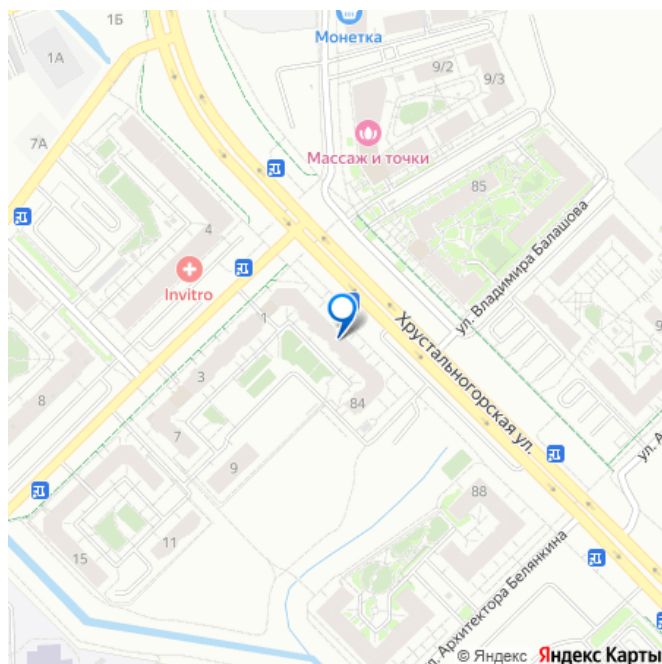 1Б
Монетка
1А
9/2
9/3
7А
Массаж и точки
85
4
ул. Владимира Балашова
Invitro
1
Хрустальногорская ул.
9
3
8
84
7
ул. А
9
88
15
11
л. Архитектора Белянкина
© Яндекс Яндекс Карты